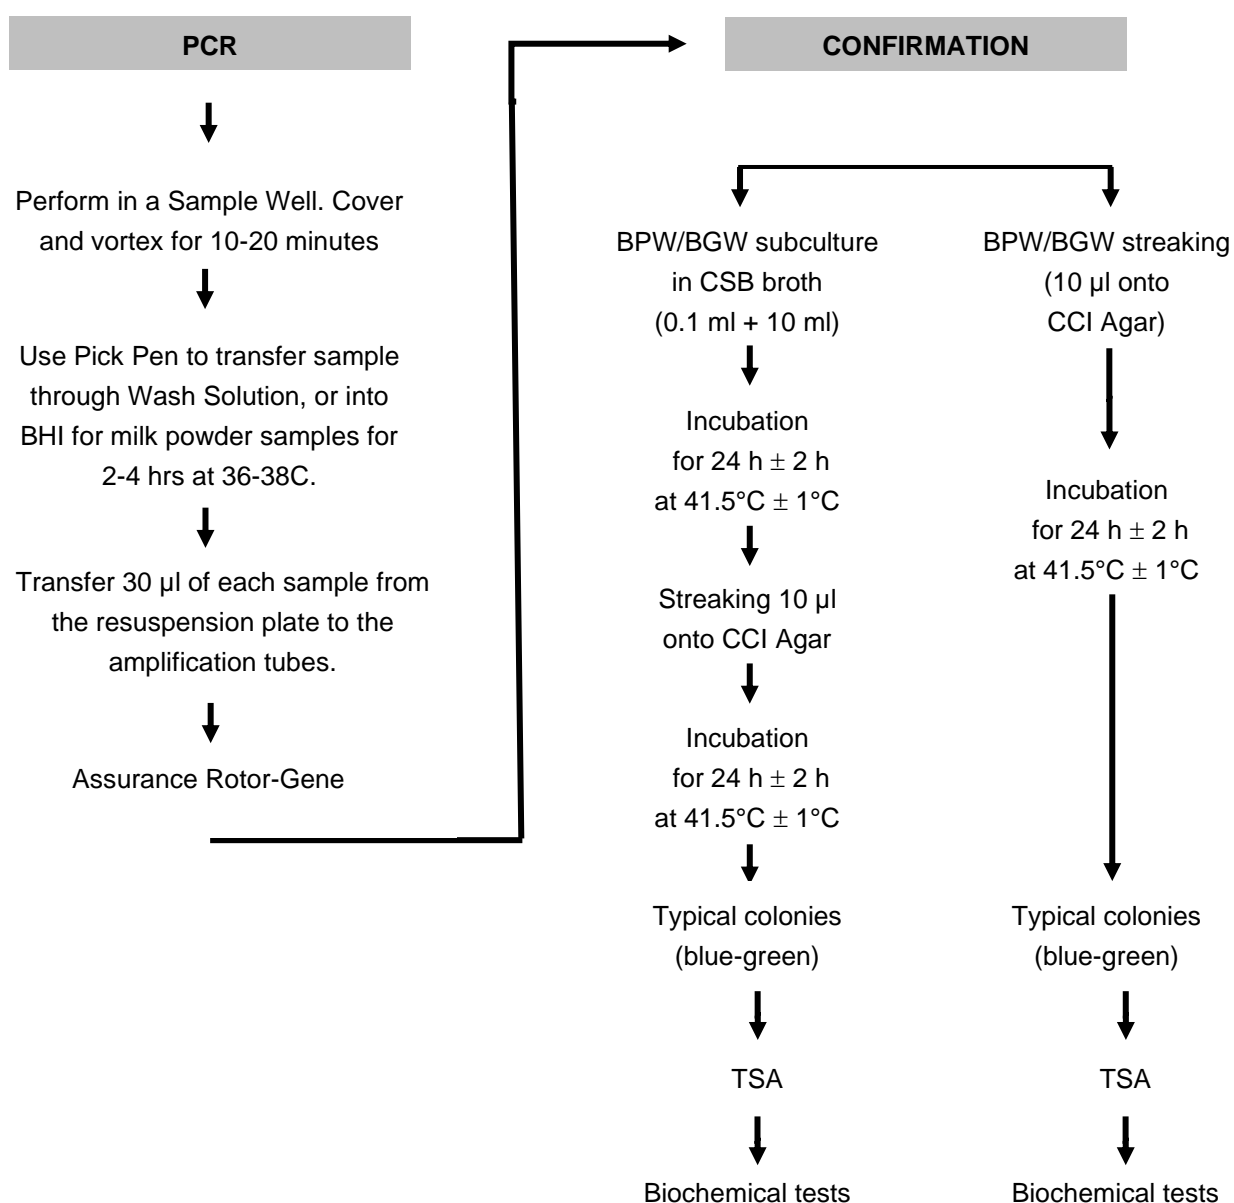 PCR
Perform in a Sample Well. Cover
and vortex for 10-20 minutes
Use Pick Pen to transfer sample
through Wash Solution, or into
BHI for milk powder samples for
2-4 hrs at 36-38C.
Transfer 30 µl of each sample from
the resuspension plate to the
amplification tubes.
Assurance Rotor-Gene
CONFIRMATION
BPW/BGW subculture
in CSB broth
(0.1 ml + 10 ml)
Incubation
for 24 h ± 2 h
at 41.5°C ± 1°C
Streaking 10 µl
onto CCI Agar
Incubation
for 24 h ± 2 h
at 41.5°C ± 1°C
Typical colonies
(blue-green)
TSA
Biochemical tests
BPW/BGW streaking
(10 µl onto
CCI Agar)
Incubation
for 24 h ± 2 h
at 41.5°C ± 1°C
Typical colonies
(blue-green)
TSA
Biochemical tests